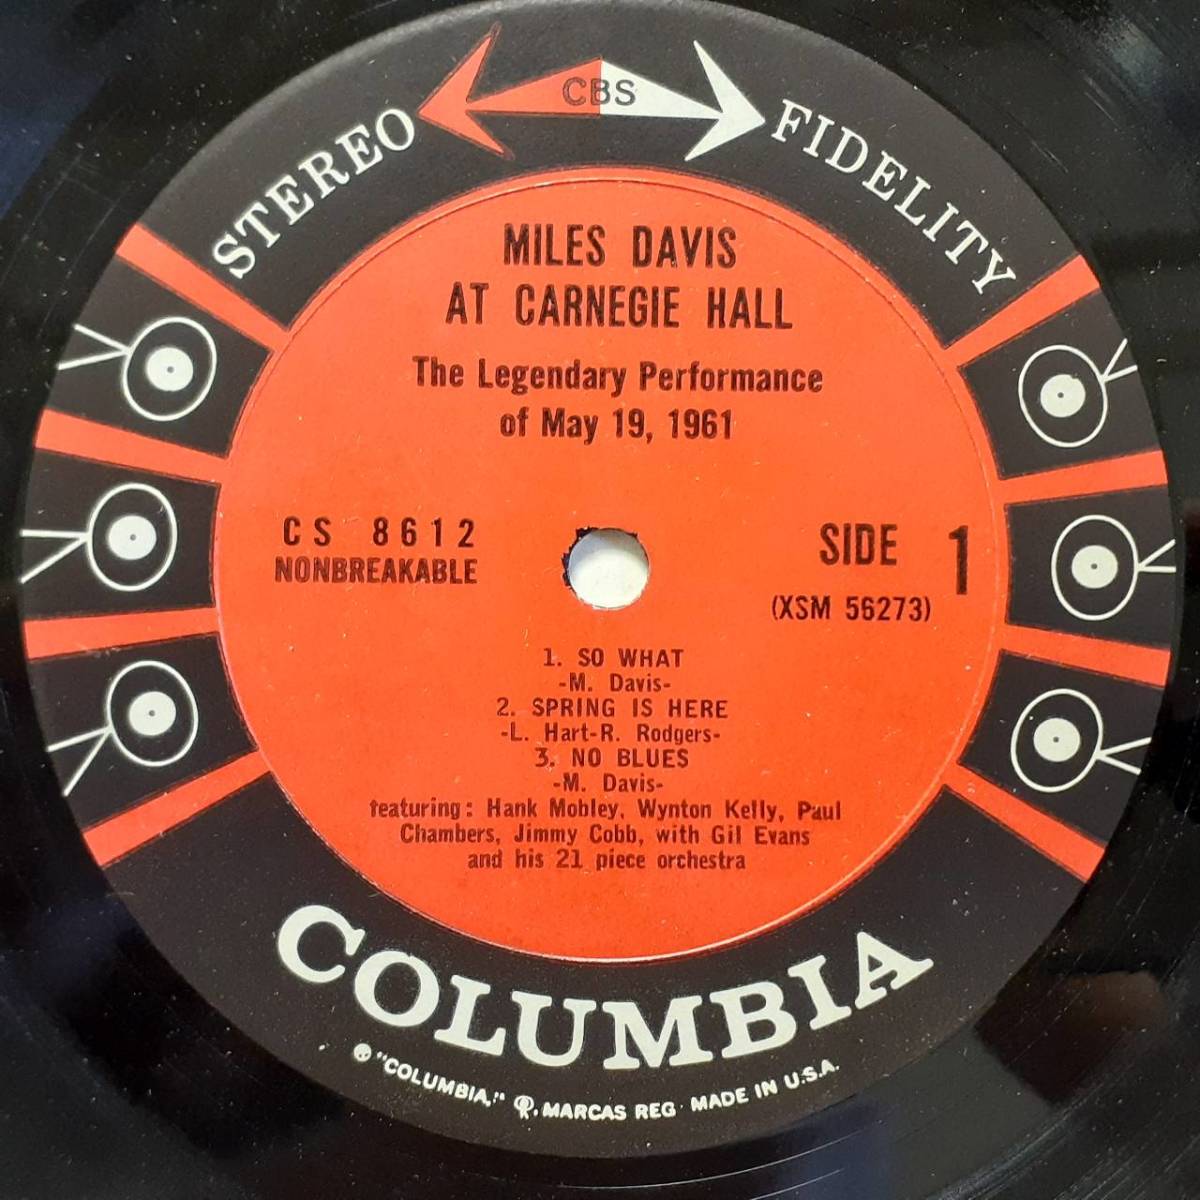 STEREO CBS FIDELITY
MILES DAVIS
AT CARNEGIE HALL
The Legendary Performance
of May 19, 1961
CS 8612
NONBREAKABLE
SIDE 1
(XSM 56273)
1. SO WHAT
-M. Davis-
2. SPRING IS HERE
-L. Hart-R. Rodgers-
3. NO BLUES
-M. Davis-
featuring: Hank Mobley, Wynton Kelly, Paul
Chambers, Jimmy Cobb, with Gil Evans
and his 21 piece orchestra
COLUMBIA
"COLUMBIA," MARCAS REG. MADE IN U.S.A.